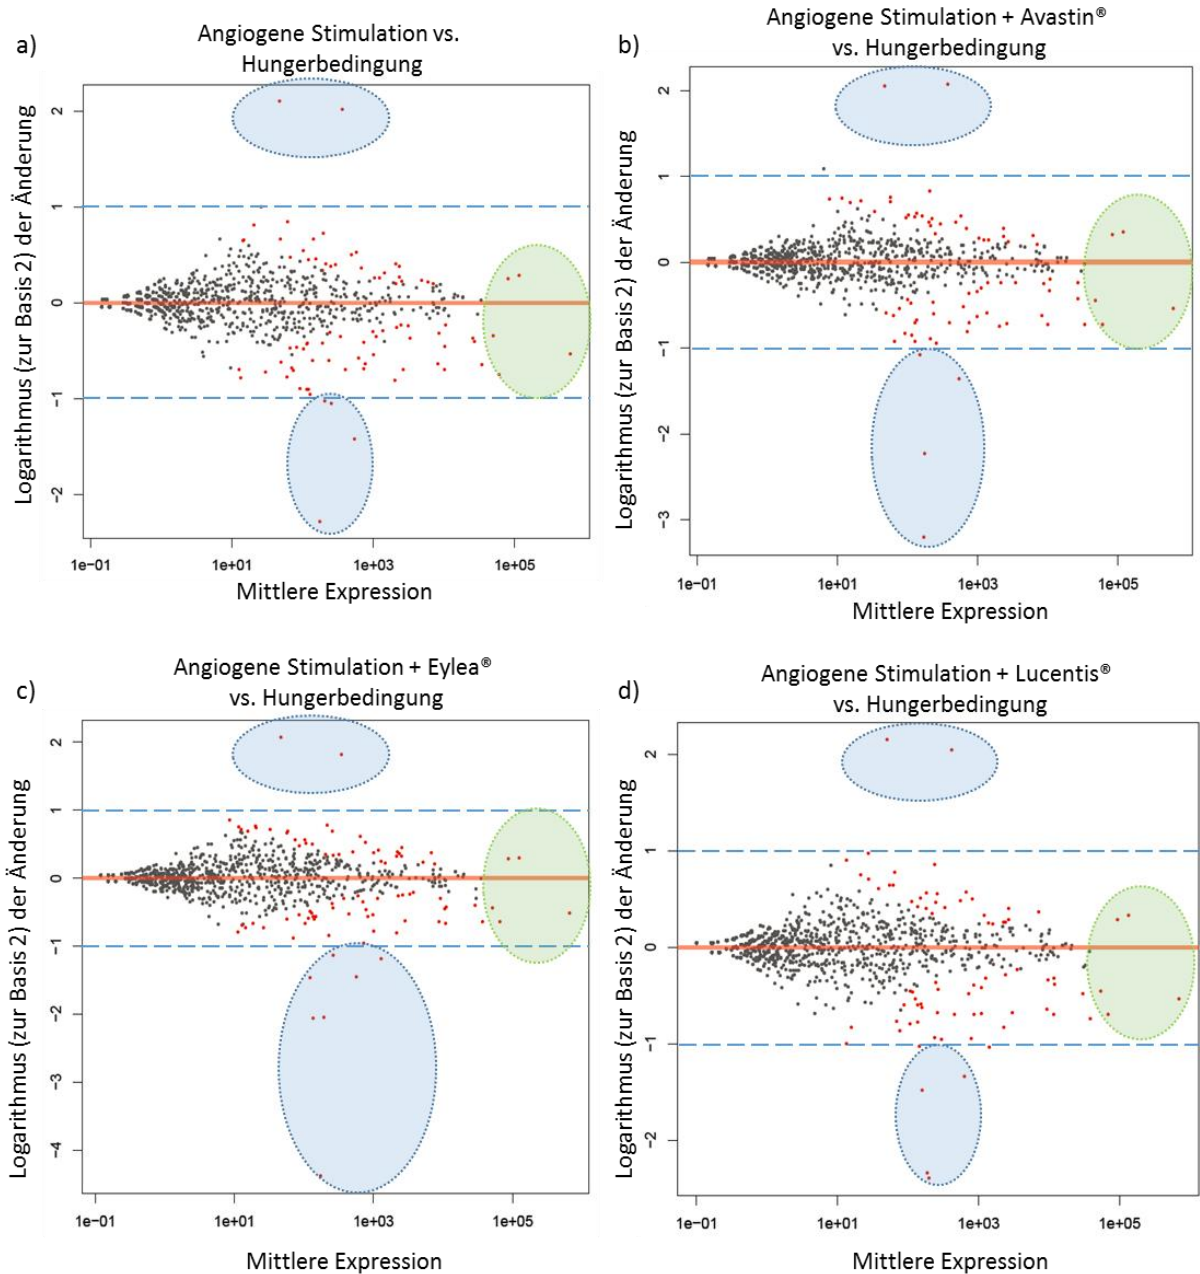 a)
Angiogene Stimulation vs.
Hungerbedingung
Logarithmus (zur Basis 2) der Änderung
2
1
0
-1
-2
1e−01
1e+01
1e+03
1e+05
Mittlere Expression
b)
Angiogene Stimulation + Avastin®
vs. Hungerbedingung
Logarithmus (zur Basis 2) der Änderung
2
1
0
-1
-2
-3
1e−01
1e+01
1e+03
1e+05
Mittlere Expression
c)
Angiogene Stimulation + Eylea®
vs. Hungerbedingung
Logarithmus (zur Basis 2) der Änderung
2
1
0
-1
-2
-3
-4
1e−01
1e+01
1e+03
1e+05
Mittlere Expression
d)
Angiogene Stimulation + Lucentis®
vs. Hungerbedingung
Logarithmus (zur Basis 2) der Änderung
2
1
0
-1
-2
1e−01
1e+01
1e+03
1e+05
Mittlere Expression